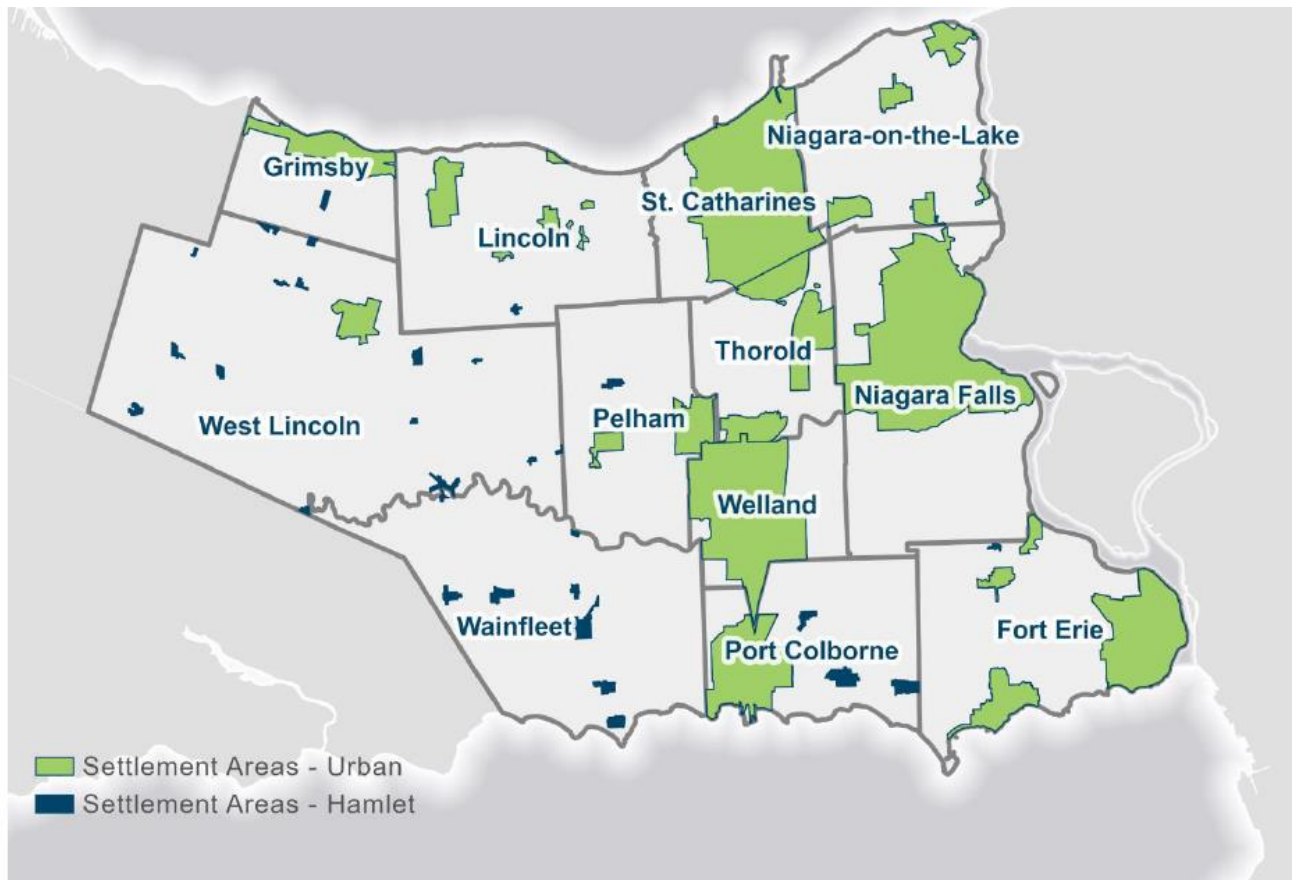 Niagara-on-the-Lake
Grimsby
St. Catharines
Lincoln
Thorold
Niagara Falls
West Lincoln
Pelham
Welland
Wainfleet
Port Colborne
Fort Erie
Settlement Areas - Urban
Settlement Areas - Hamlet